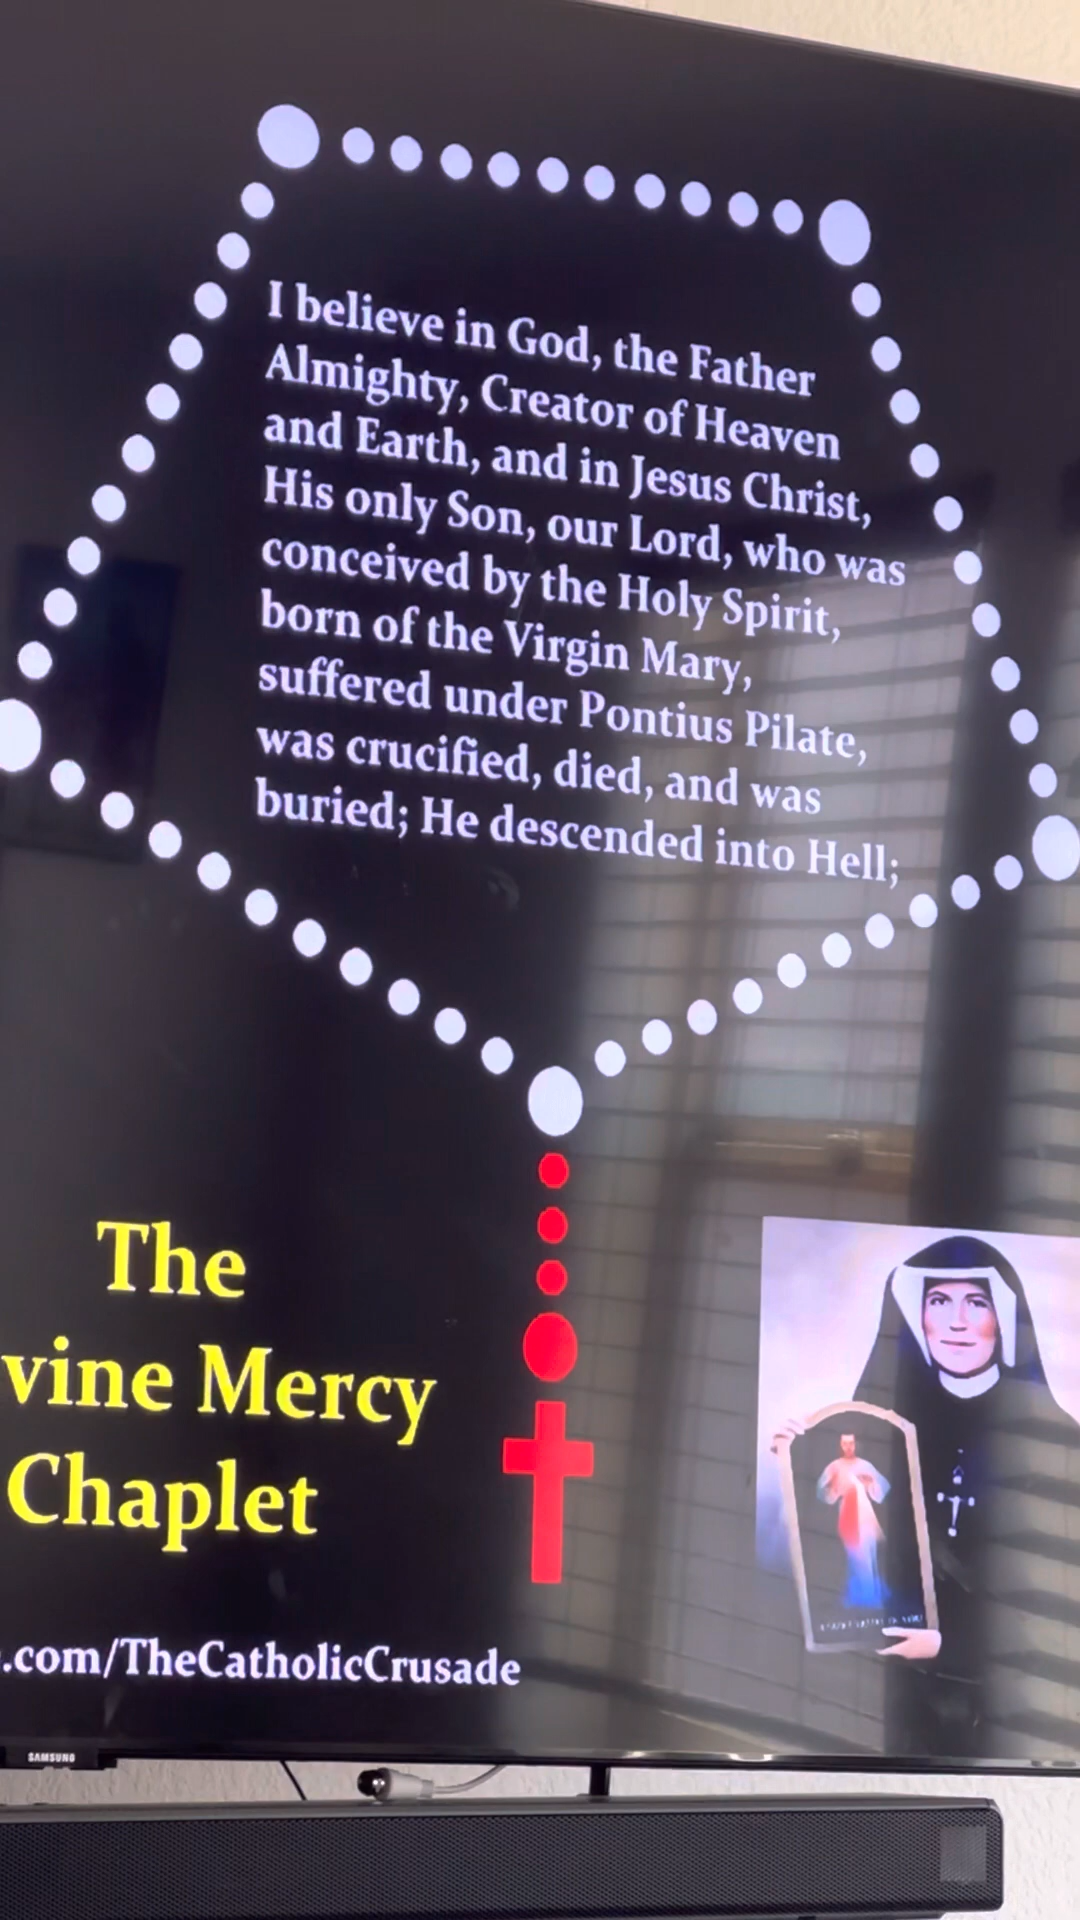 I believe in God, the Father
Almighty, Creator of Heaven
and Earth, and in Jesus Christ,
His only Son, our Lord, who was
conceived by the Holy Spirit,
born of the Virgin Mary,
suffered under Pontius Pilate,
was crucified, died, and was
buried; He descended into Hell;
The
vine Mercy
Chaplet
.com/TheCatholicCrusade
SAMSUNG